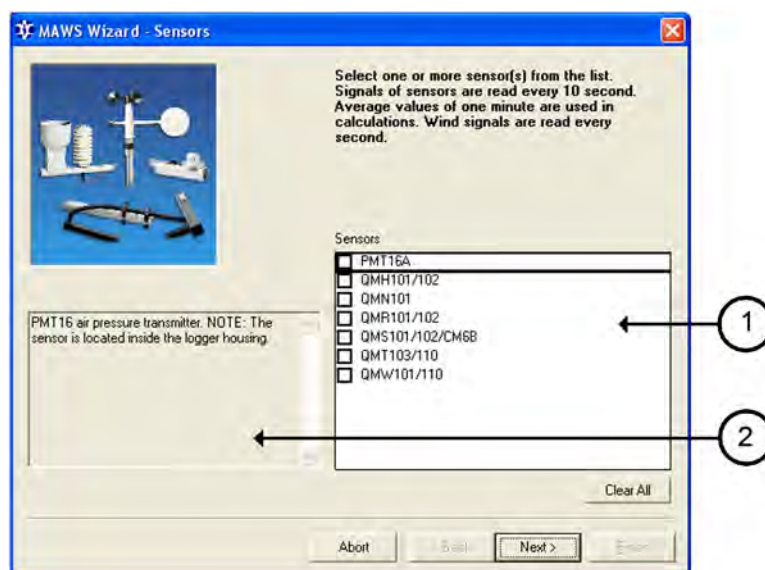 MAWS Wizard - Sensors
Select one or more sensor(s) from the list.
Signals of sensors are read every 10 second.
Average values of one minute are used in
calculations. Wind signals are read every
second.
Sensors
PMT16A
QMH101/102
QMN101
QMR101/102
QMS101/102/CM6B
QMT103/110
QMW101/110
PMT16 air pressure transmitter. NOTE: The
sensor is located inside the logger housing.
1
2
Clear All
Abort
Next >